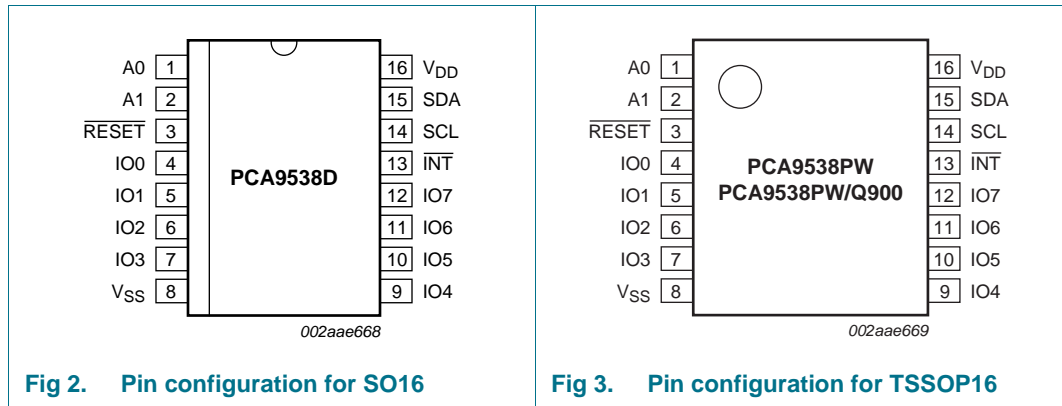 A0 1
A1 2
RESET 3
IO0 4
IO1 5
IO2 6
IO3 7
VSS 8
PCA9538D
16 VDD
15 SDA
14 SCL
13 INT
12 IO7
11 IO6
10 IO5
9 IO4
002aae668
Fig 2. Pin configuration for SO16
A0 1
A1 2
RESET 3
IO0 4
IO1 5
IO2 6
IO3 7
VSS 8
PCA9538PW
PCA9538PW/Q900
16 VDD
15 SDA
14 SCL
13 INT
12 IO7
11 IO6
10 IO5
9 IO4
002aae669
Fig 3. Pin configuration for TSSOP16